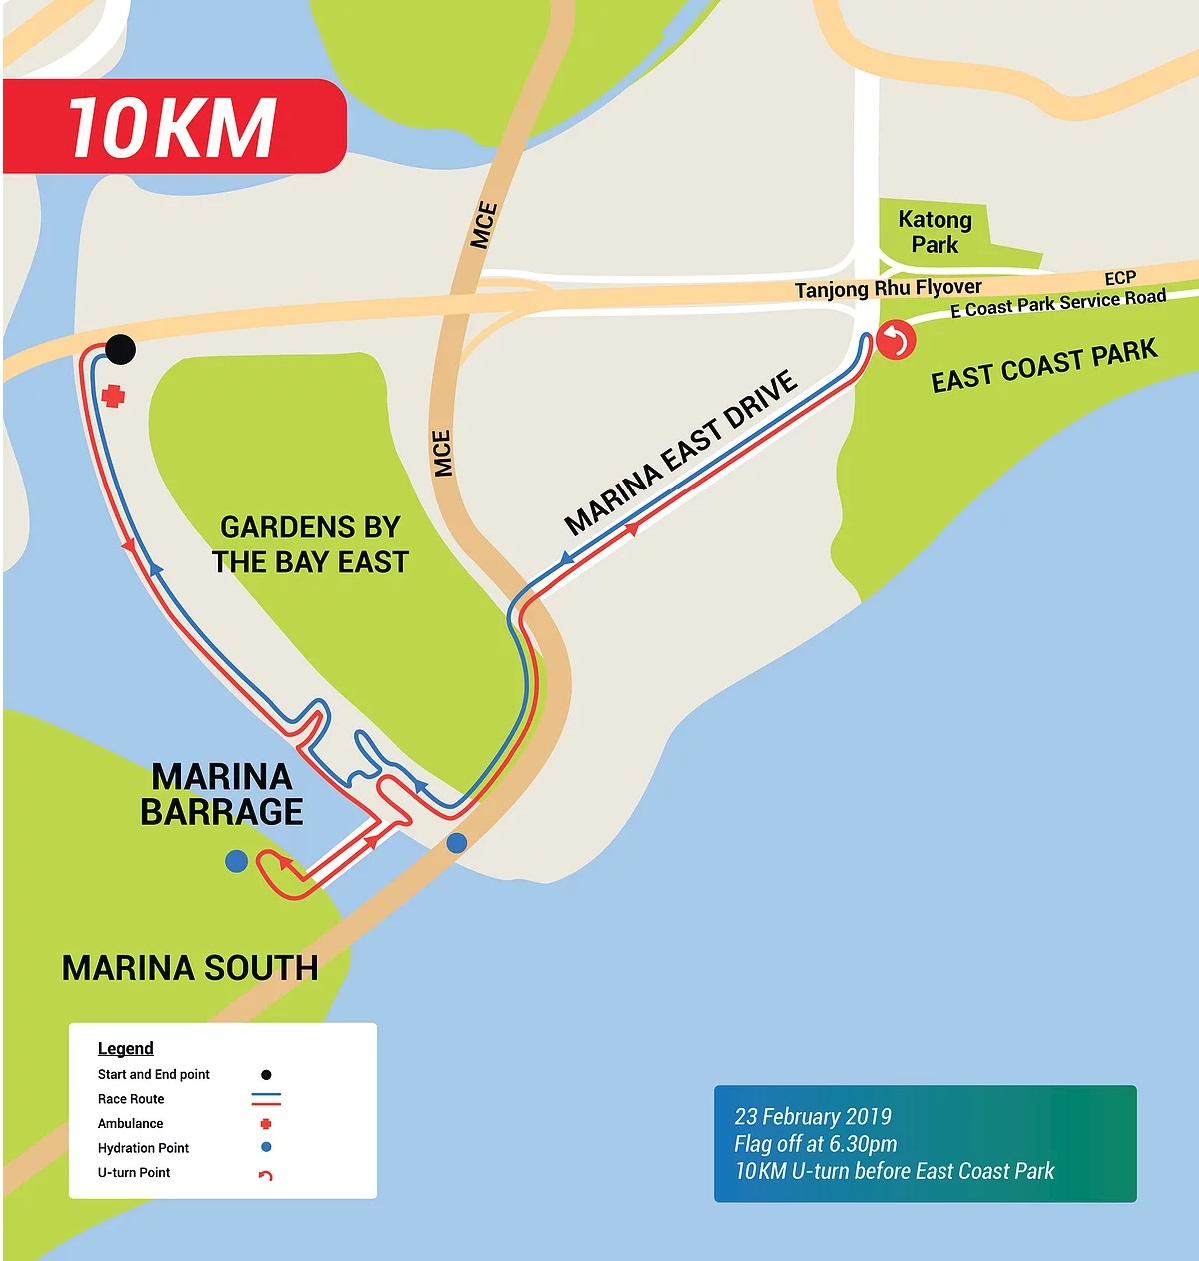 10KM
MCE
Katong
Park
Tanjong Rhu Flyover
ECP
E Coast Park Service Road
EAST COAST PARK
MARINA EAST DRIVE
MCE
GARDENS BY
THE BAY EAST
MARINA
BARRAGE
MARINA SOUTH
Legend
Start and End point
Race Route
Ambulance
Hydration Point
U-turn Point
23 February 2019
Flag off at 6.30pm
10KM U-turn before East Coast Park